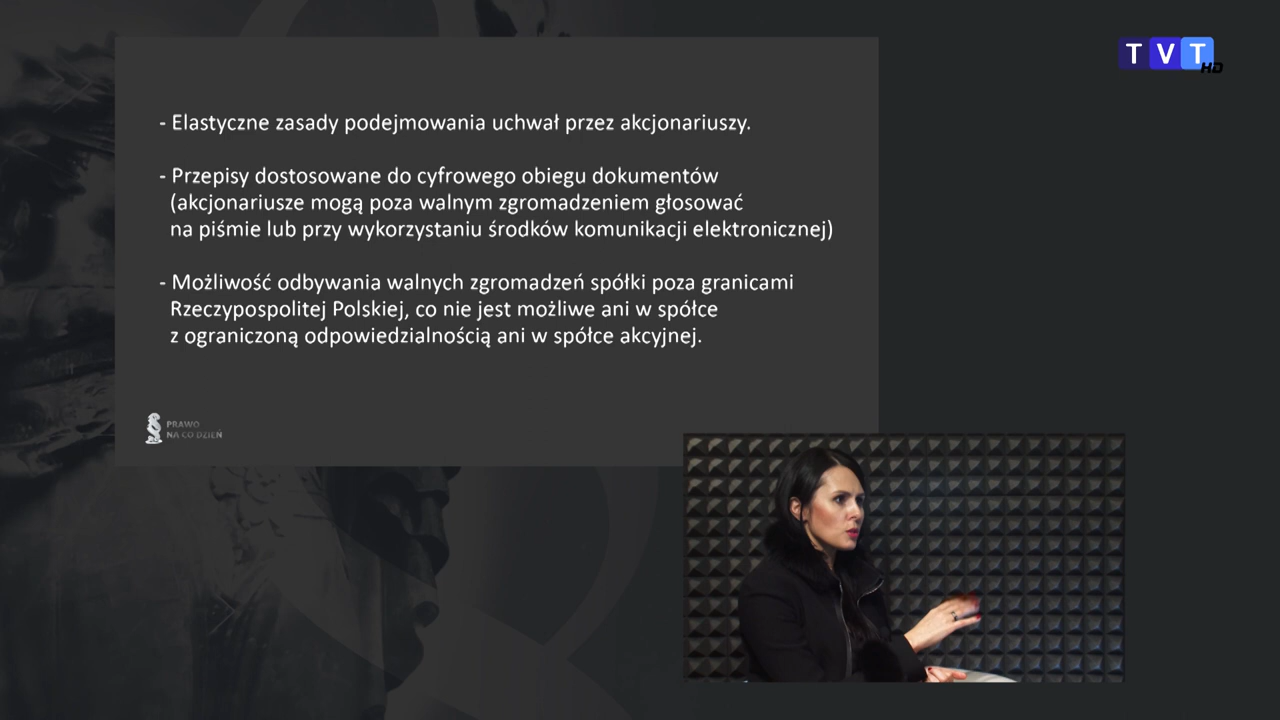 TVT HD
- Elastyczne zasady podejmowania uchwał przez akcjonariuszy.
- Przepisy dostosowane do cyfrowego obiegu dokumentów
(akcjonariusze mogą poza walnym zgromadzeniem głosować
na piśmie lub przy wykorzystaniu środków komunikacji elektronicznej)
- Możliwość odbywania walnych zgromadzeń spółki poza granicami
Rzeczypospolitej Polskiej, co nie jest możliwe ani w spółce
z ograniczoną odpowiedzialnością ani w spółce akcyjnej.
PRAWO
NA CO DZIEŃ